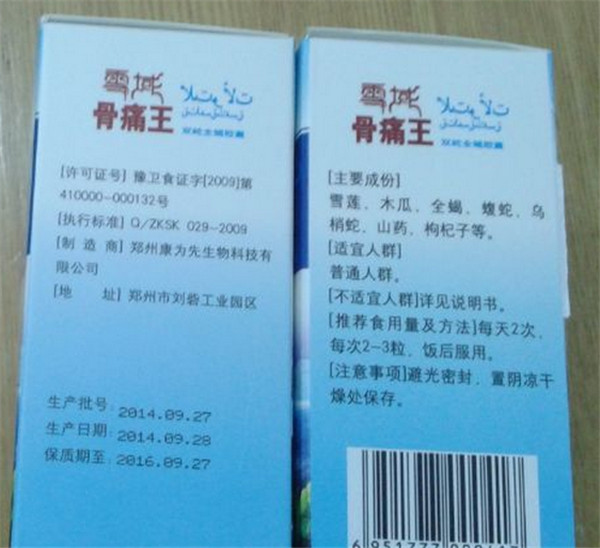 雪域
骨痛王
双蛇全蝎胶囊
[许可证号] 豫卫食证字[2009]第
410000-000132号
[执行标准] Q/ZKSK 029-2009
[制 造 商] 郑州康为先生物科技有
限公司
[地 址] 郑州市刘砦工业园区
生产批号: 2014.09.27
生产日期: 2014.09.28
保质期至: 2016.09.27
雪域
骨痛王
双蛇全蝎胶囊
[主要成份]
雪莲、木瓜、全蝎、蝮蛇、乌
梢蛇、山药、枸杞子等。
[适宜人群]
普通人群。
[不适宜人群]详见说明书。
[推荐食用量及方法]每天2次,
每次2-3粒, 饭后服用。
[注意事项]避光密封、置阴凉干
燥处保存。